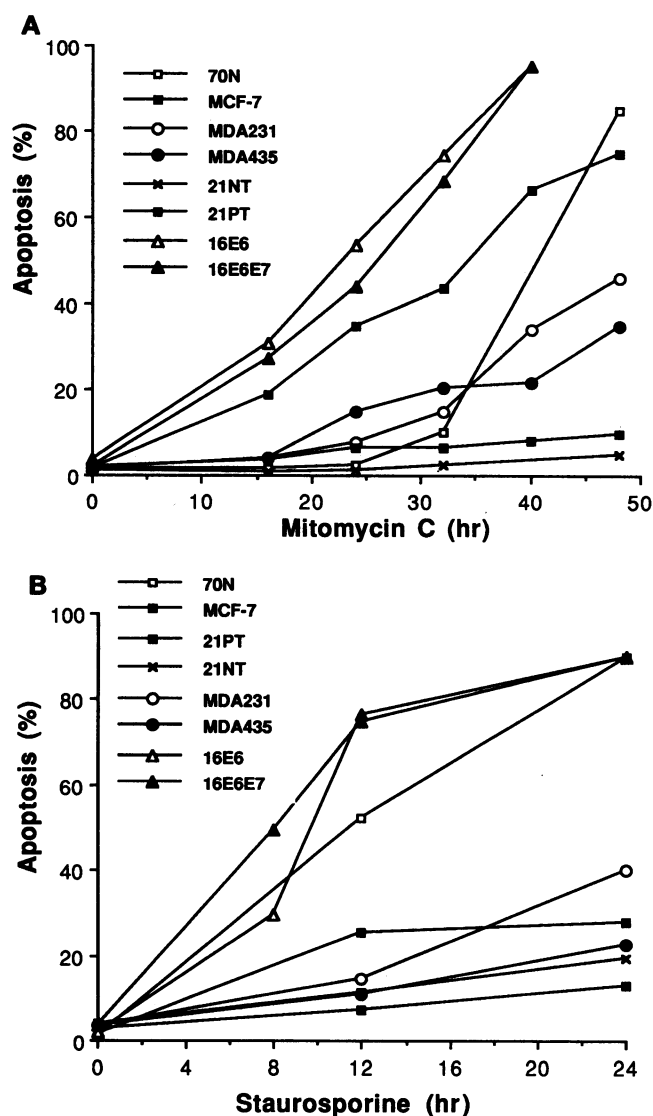 A
100
80
60
40
20
0
Apoptosis (%)
70N
MCF-7
MDA231
MDA435
21NT
21PT
16E6
16E6E7
0 10 20 30 40 50
Mitomycin C (hr)
B
100
80
60
40
20
0
Apoptosis (%)
70N
MCF-7
21PT
21NT
MDA231
MDA435
16E6
16E6E7
0 4 8 12 16 20 24
Staurosporine (hr)